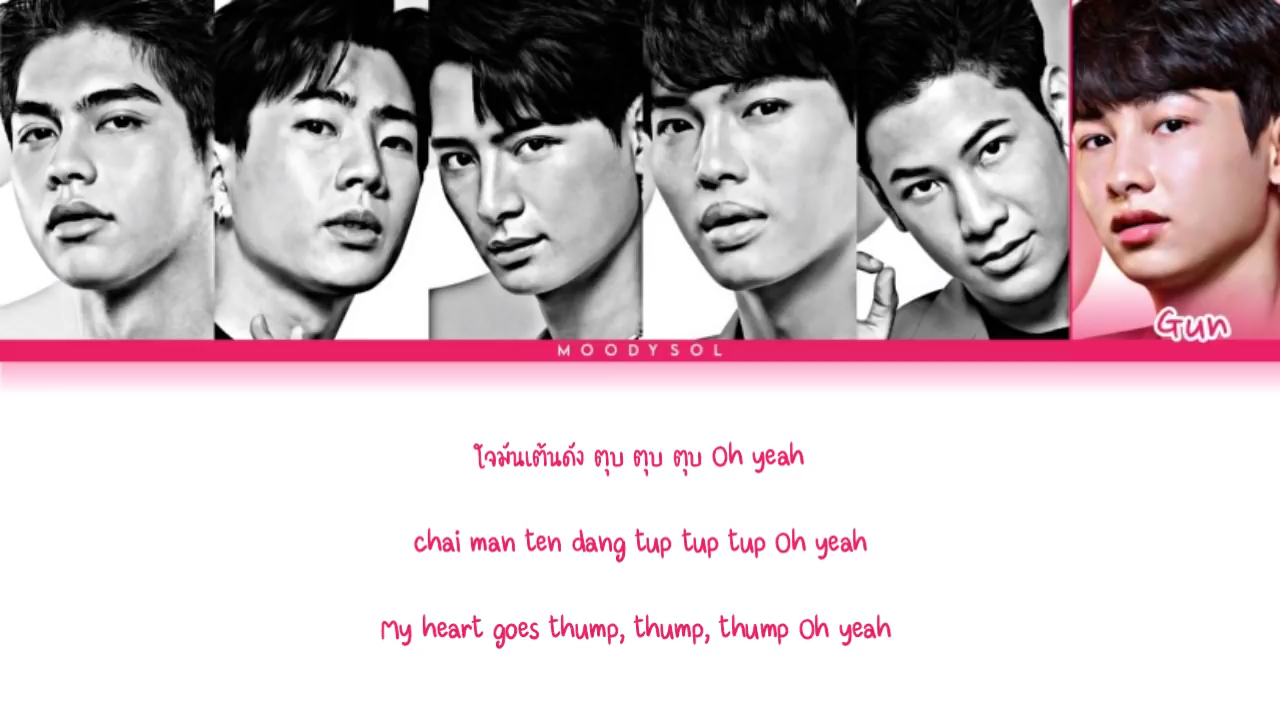 Gun
MOODYSOL
ใจมันเต้นดัง ตุบ ตุบ ตุบ Oh yeah
chai man ten dang tup tup tup Oh yeah
My heart goes thump, thump, thump Oh yeah